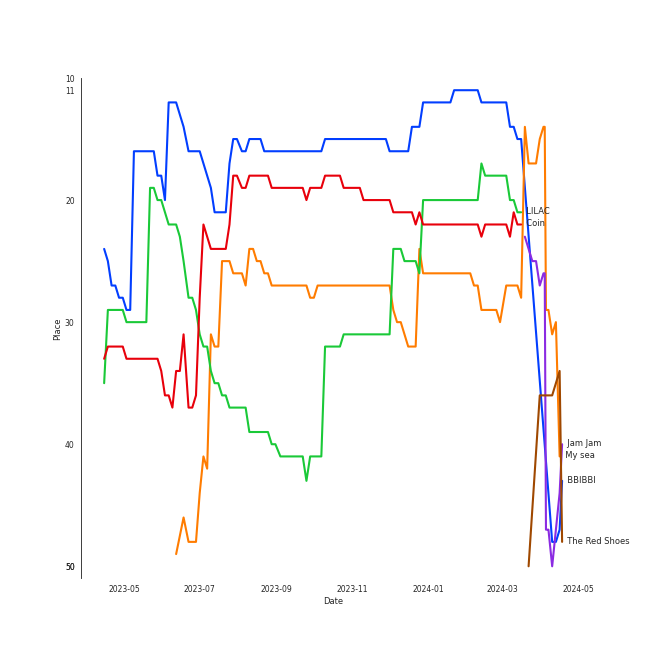 10
11
20
30
40
50
Place
LILAC
Coin
Jam Jam
My sea
BBIBBI
The Red Shoes
2023-05
2023-07
2023-09
2023-11
2024-01
2024-03
2024-05
Date